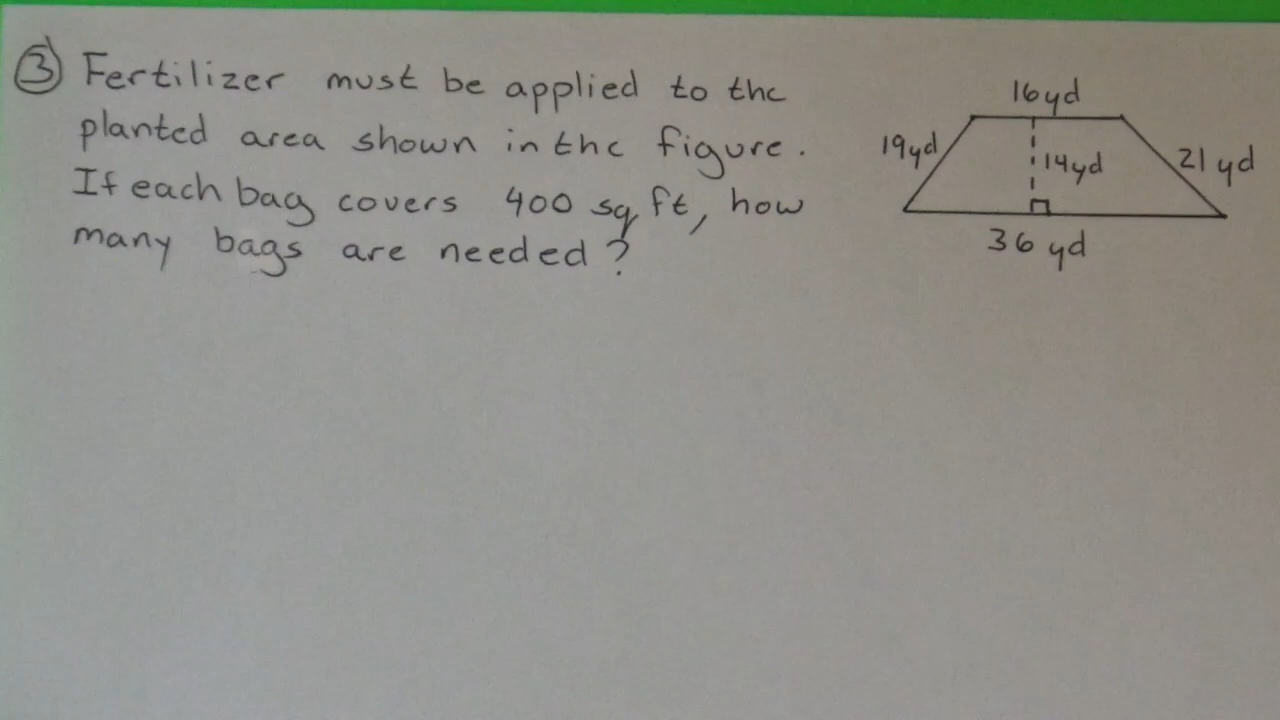 ③ Fertilizer must be applied to the
planted area shown in the figure.
If each bag covers 400 sq ft, how
many bags are needed?
16yd
19yd
14yd
21 yd
36 yd